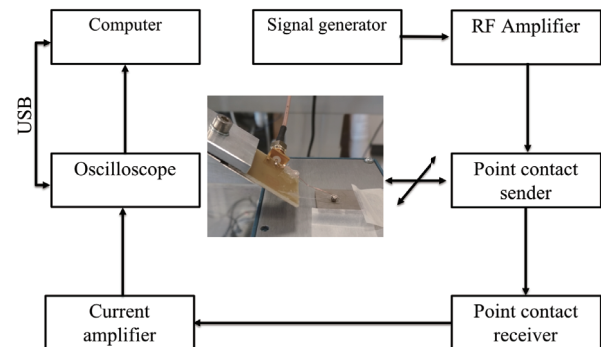 Computer
Signal generator
RF Amplifier
USB
Oscilloscope
Point contact
sender
Current
amplifier
Point contact
receiver